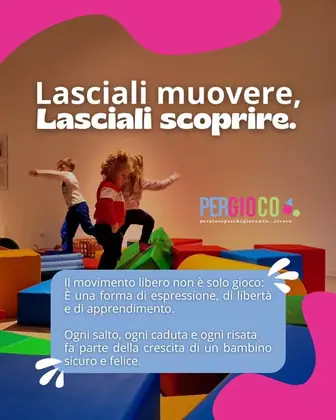 Lasciali muovere,
Lasciali scoprire.
PERGIOCO
Il movimento libero non è solo gioco:
È una forma di espressione, di libertà
e di apprendimento.
Ogni salto, ogni caduta e ogni risata
fa parte della crescita di un bambino
sicuro e felice.